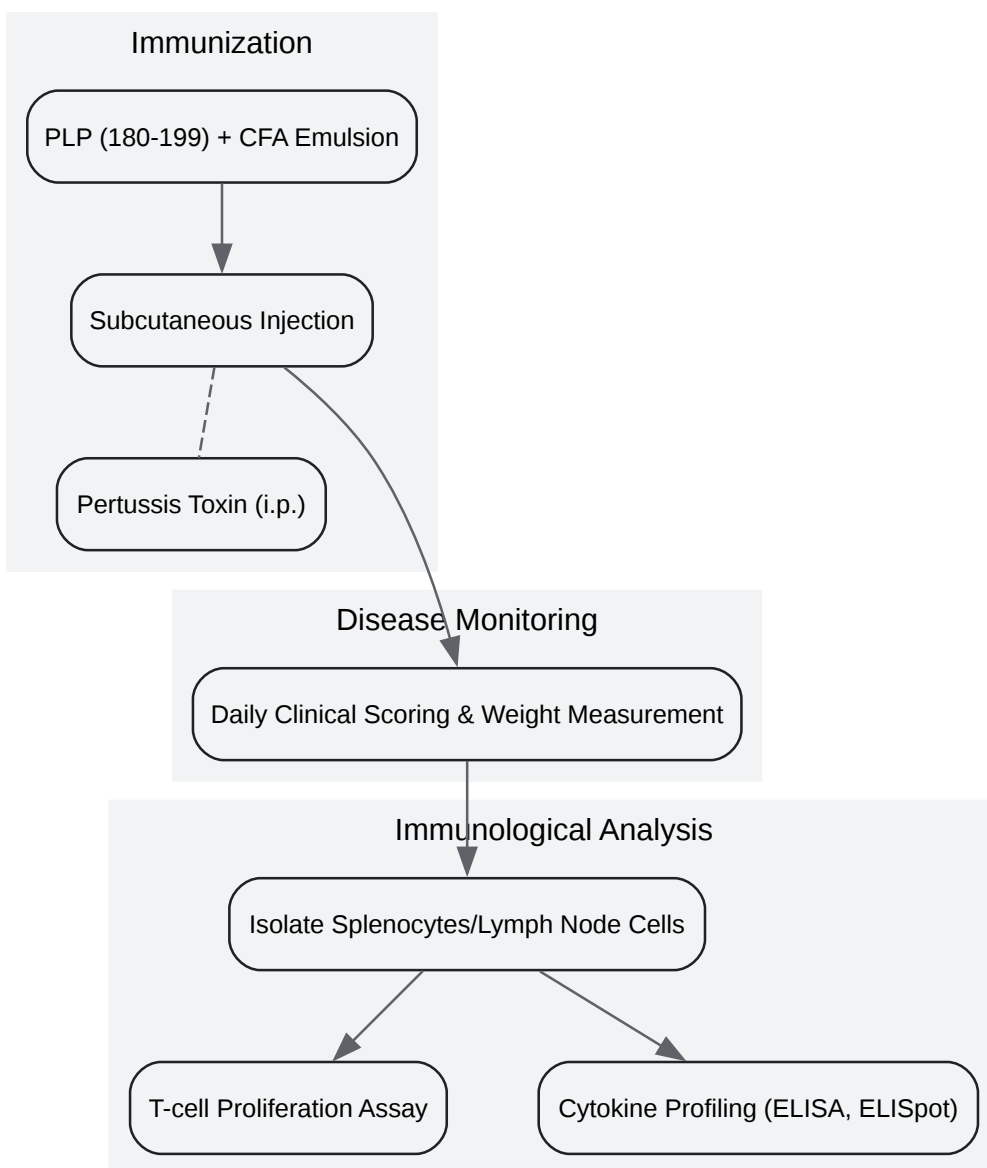 Immunization
PLP (180-199) + CFA Emulsion
Subcutaneous Injection
Pertussis Toxin (i.p.)
Disease Monitoring
Daily Clinical Scoring & Weight Measurement
Immunological Analysis
Isolate Splenocytes/Lymph Node Cells
T-cell Proliferation Assay
Cytokine Profiling (ELISA, ELISpot)